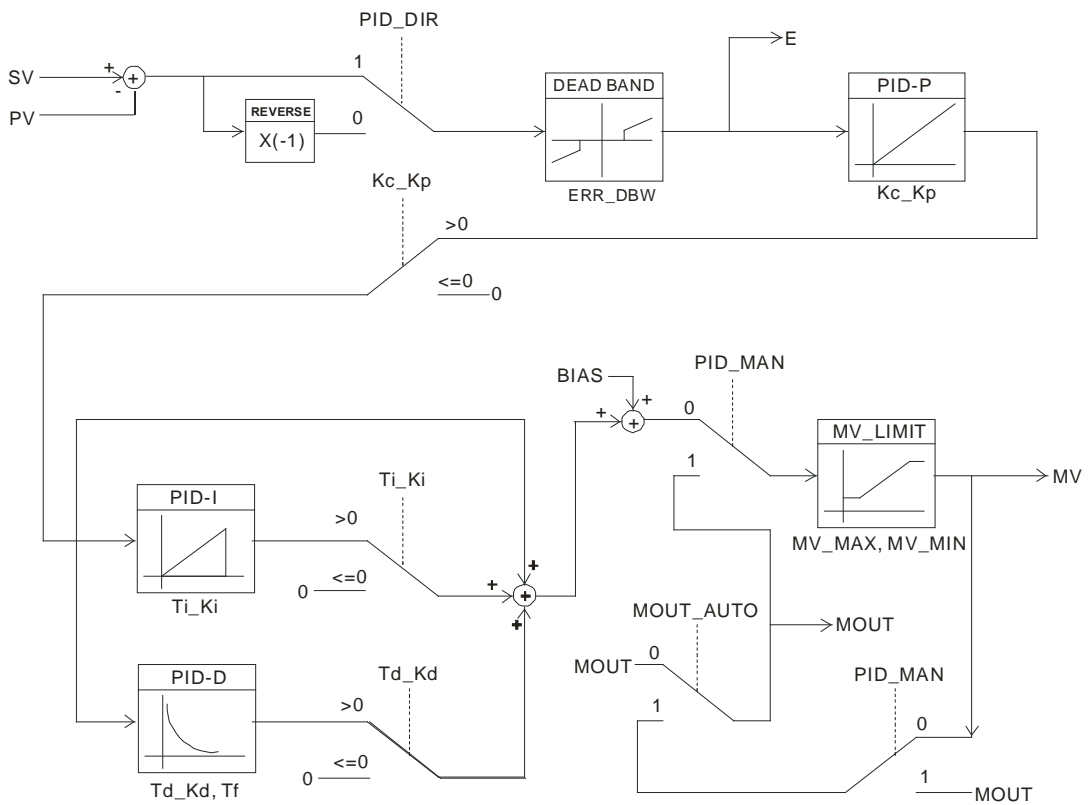 PID_DIR
E
SV
+
+
-
PV
1
REVERSE
X(-1)
0
DEAD BAND
ERR_DBW
PID-P
Kc_Kp
Kc_Kp
>0
<=0
0
BIAS
+
+
+
PID_MAN
0
1
MV_LIMIT
MV
MV_MAX, MV_MIN
PID-I
Ti_Ki
Ti_Ki
>0
<=0
0
+
+
+
+
MOUT_AUTO
MOUT
MOUT
0
1
PID-D
Td_Kd, Tf
Td_Kd
>0
<=0
0
PID_MAN
0
1
MOUT